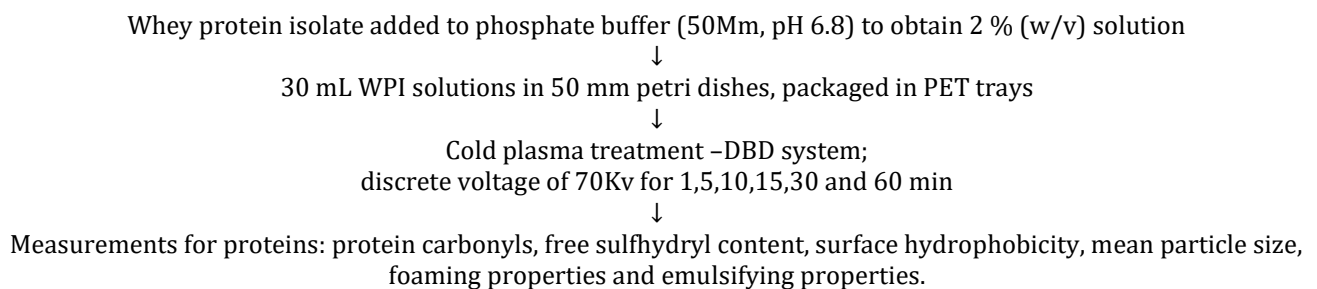 Whey protein isolate added to phosphate buffer (50Mm, pH 6.8) to obtain 2 % (w/v) solution
↓
30 mL WPI solutions in 50 mm petri dishes, packaged in PET trays
↓
Cold plasma treatment –DBD system;
discrete voltage of 70Kv for 1,5,10,15,30 and 60 min
↓
Measurements for proteins: protein carbonyls, free sulfhydryl content, surface hydrophobicity, mean particle size,
foaming properties and emulsifying properties.